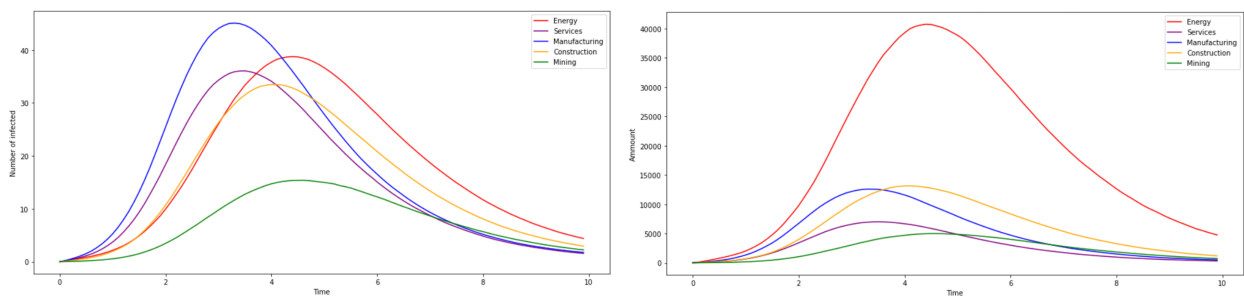 Number of infected
40
30
20
10
0
0
2
4
6
8
10
Time
Energy
Services
Manufacturing
Construction
Mining
Ammount
40000
35000
30000
25000
20000
15000
10000
5000
0
0
2
4
6
8
10
Time
Energy
Services
Manufacturing
Construction
Mining